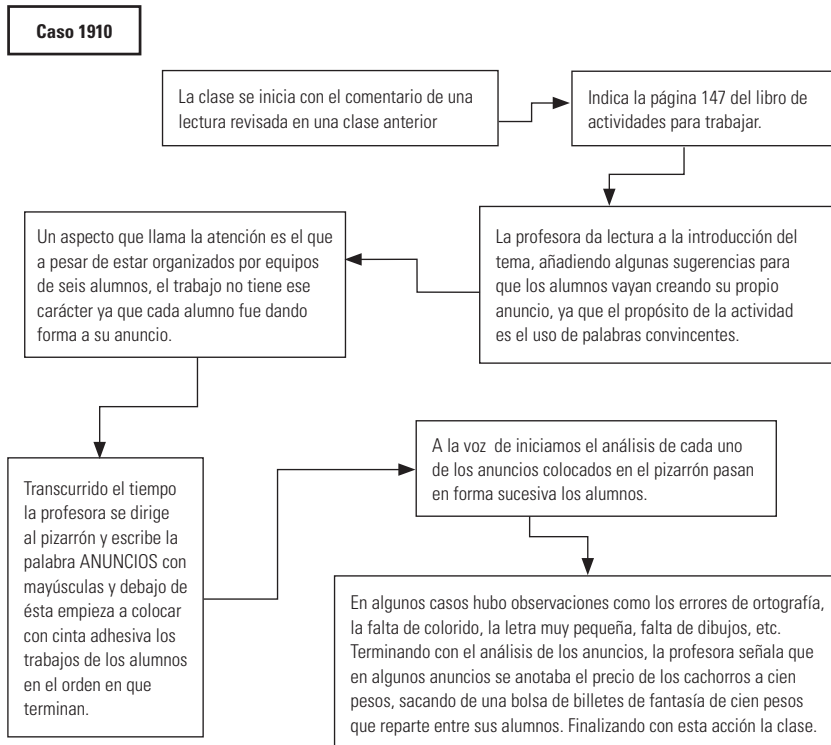 Caso 1910
La clase se inicia con el comentario de una
lectura revisada en una clase anterior
Indica la página 147 del libro de
actividades para trabajar.
La profesora da lectura a la introducción del
tema, añadiendo algunas sugerencias para
que los alumnos vayan creando su propio
anuncio, ya que el propósito de la actividad
es el uso de palabras convincentes.
Un aspecto que llama la atención es el que
a pesar de estar organizados por equipos
de seis alumnos, el trabajo no tiene ese
carácter ya que cada alumno fue dando
forma a su anuncio.
Transcurrido el tiempo
la profesora se dirige
al pizarrón y escribe la
palabra ANUNCIOS con
mayúsculas y debajo de
ésta empieza a colocar
con cinta adhesiva los
trabajos de los alumnos
en el orden en que
terminan.
A la voz de iniciamos el análisis de cada uno
de los anuncios colocados en el pizarrón pasan
en forma sucesiva los alumnos.
En algunos casos hubo observaciones como los errores de ortografía,
la falta de colorido, la letra muy pequeña, falta de dibujos, etc.
Terminando con el análisis de los anuncios, la profesora señala que
en algunos anuncios se anotaba el precio de los cachorros a cien
pesos, sacando de una bolsa de billetes de fantasía de cien pesos
que reparte entre sus alumnos. Finalizando con esta acción la clase.